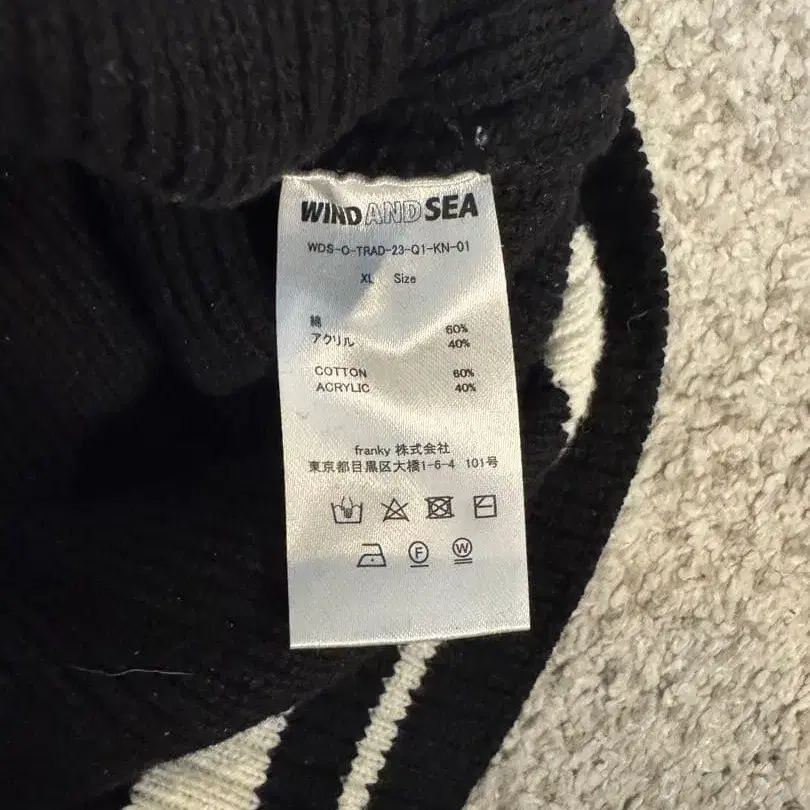 WIND AND SEA
WDS-O-TRAD-23-Q1-KN-01
XL Size
綿 60%
アクリル 40%
COTTON 60%
ACRYLIC 40%
franky 株式会社
東京都目黒区大橋1-6-4 101号
F W